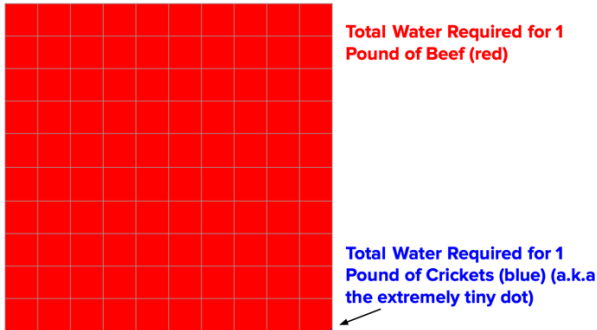 Total Water Required for 1
Pound of Beef (red)
Total Water Required for 1
Pound of Crickets (blue) (a.k.a
the extremely tiny dot)